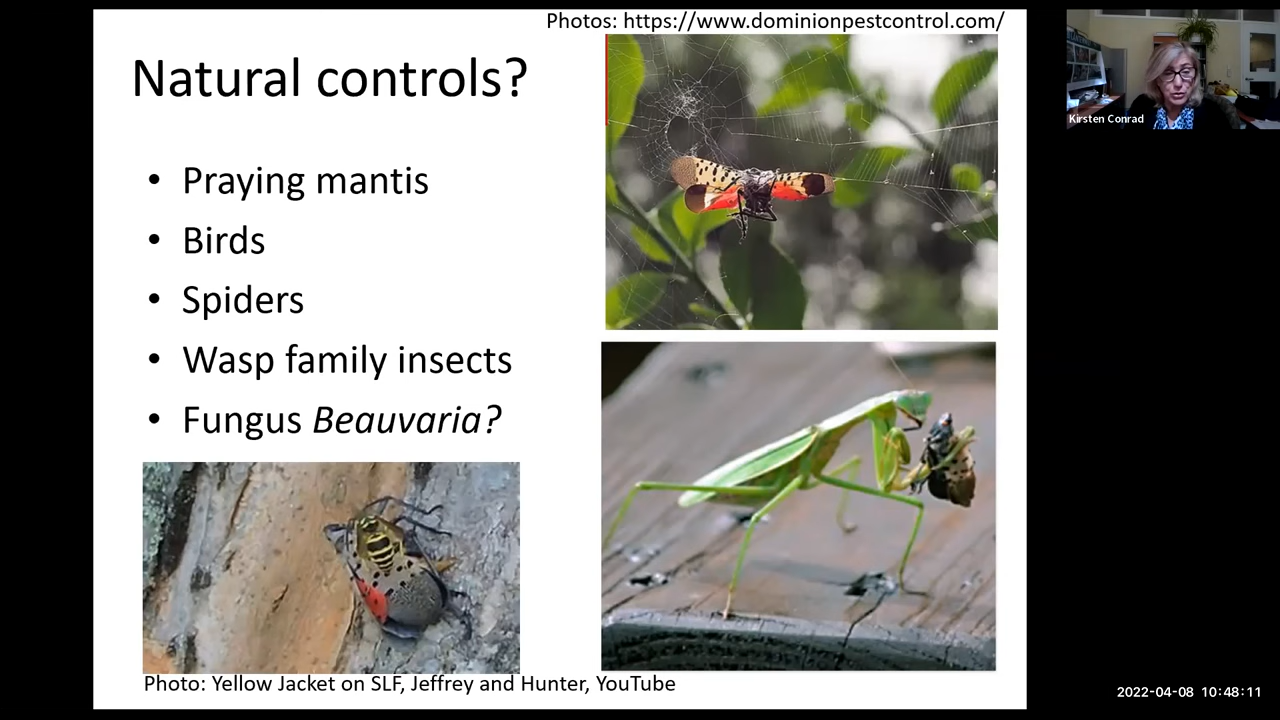 Photos: https://www.dominionpestcontrol.com/
Natural controls?
• Praying mantis
• Birds
• Spiders
• Wasp family insects
• Fungus Beauvaria?
Photo: Yellow Jacket on SLF, Jeffrey and Hunter, YouTube
Kirsten Conrad
2022-04-08 10:48:11